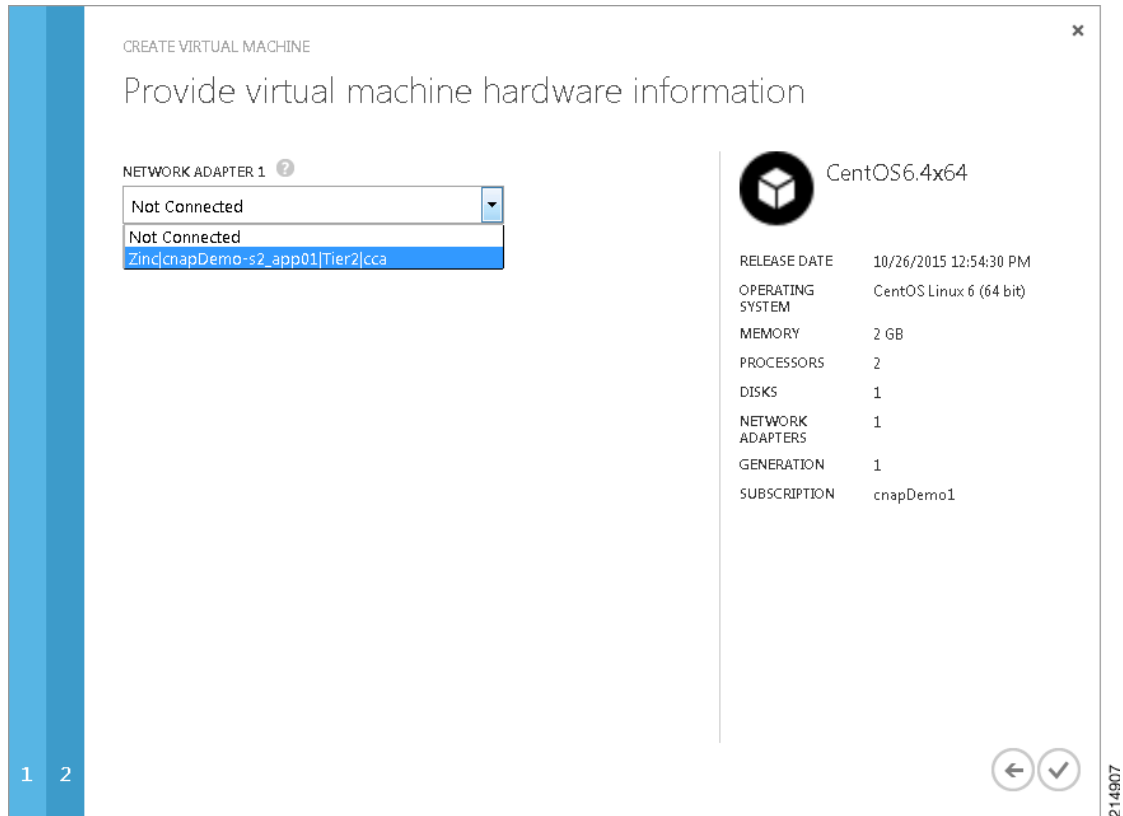 CREATE VIRTUAL MACHINE
Provide virtual machine hardware information
NETWORK ADAPTER 1 ?
Not Connected
Not Connected
Zinc|cnapDemo-s2_app01|Tier2|cca
CentOS6.4x64
RELEASE DATE 10/26/2015 12:54:30 PM
OPERATING SYSTEM CentOS Linux 6 (64 bit)
MEMORY 2 GB
PROCESSORS 2
DISKS 1
NETWORK ADAPTERS 1
GENERATION 1
SUBSCRIPTION cnapDemo1
1 2
214907